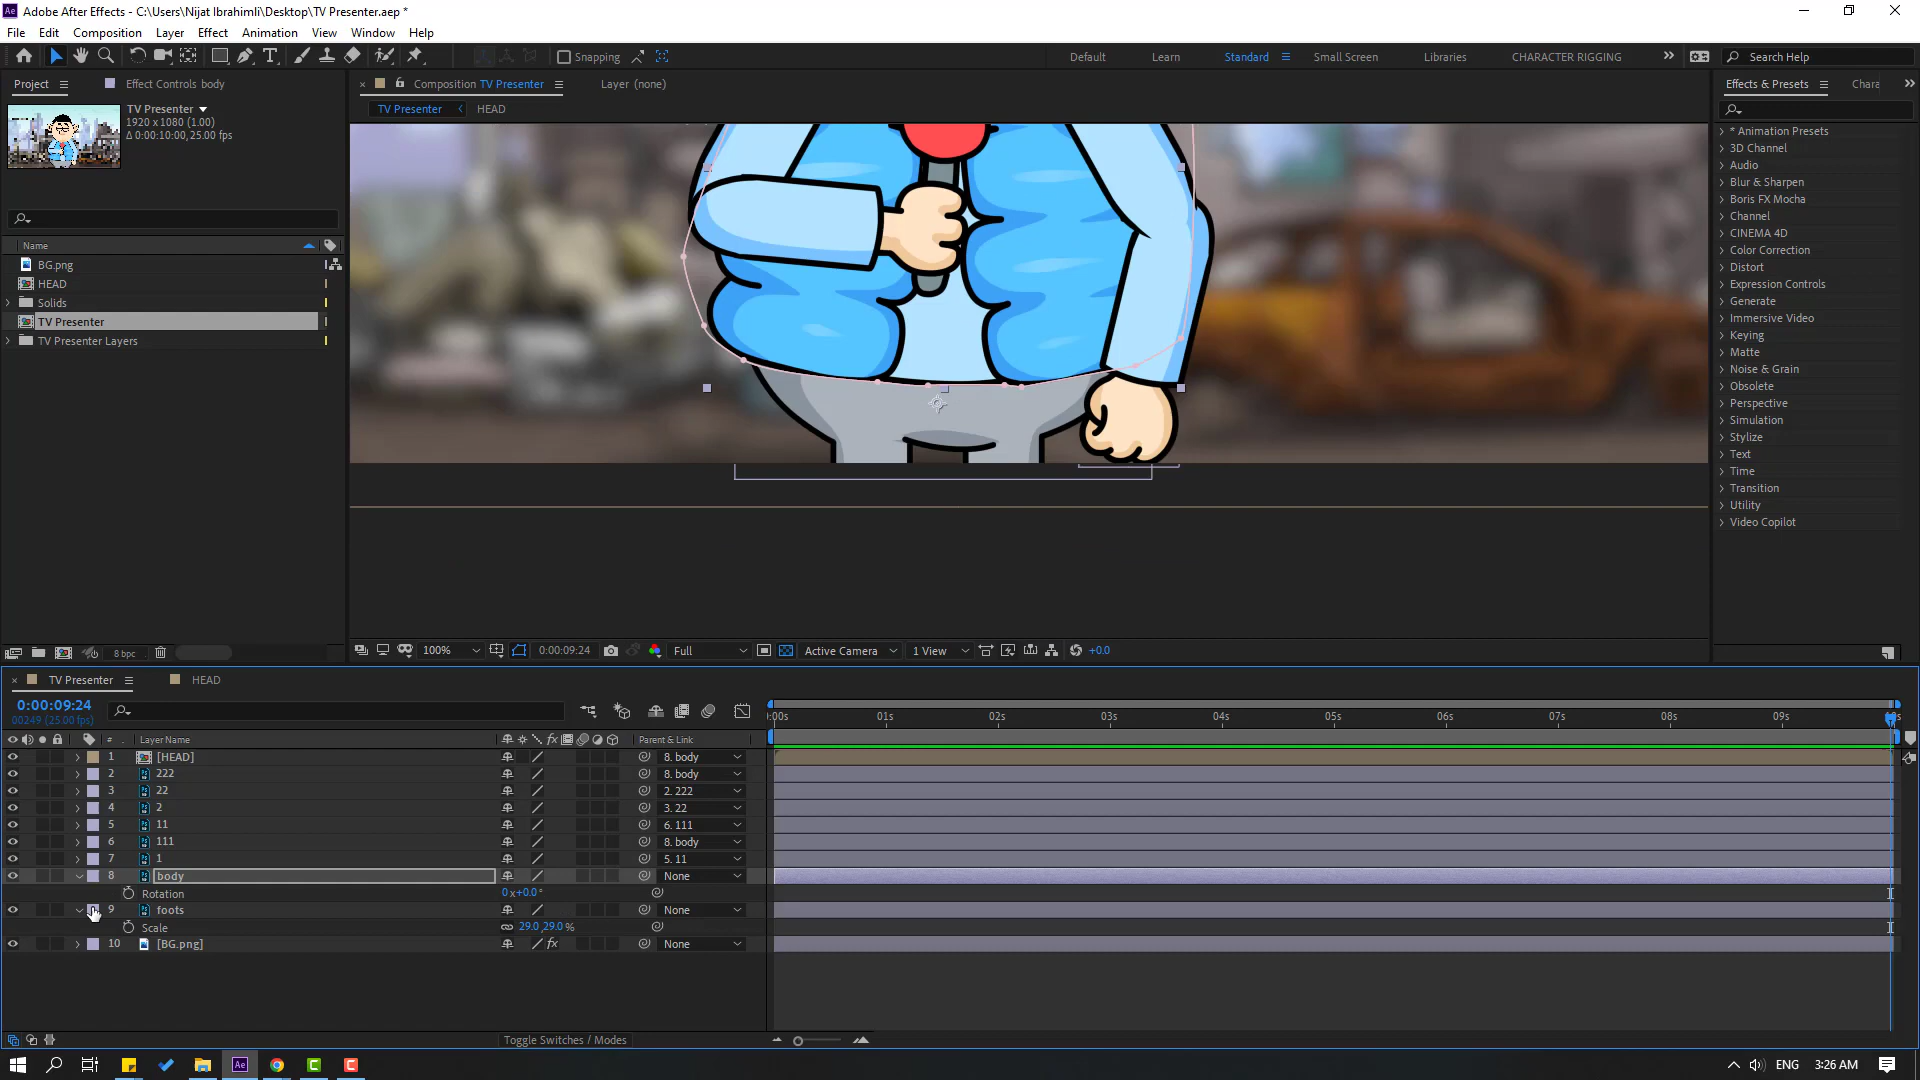 Adobe After Effects - C:\Users\Nijat Ibrahimli\Desktop\TV Presenter.aep *
File Edit Composition Layer Effect Animation View Window Help
Snapping
Default Learn Standard Small Screen Libraries CHARACTER RIGGING Search Help
Project Effect Controls body
TV Presenter
1920 x 1080 (1.00)
Δ 0:00:10:00, 25.00 fps
Name
BG.png
HEAD
Solids
TV Presenter
TV Presenter Layers
8 bpc
Composition TV Presenter Layer (none)
TV Presenter HEAD
100% 0:00:09:24 Full Active Camera 1 View +0.0
Effects & Presets Chara
* Animation Presets
3D Channel
Audio
Blur & Sharpen
Boris FX Mocha
Channel
CINEMA 4D
Color Correction
Distort
Expression Controls
Generate
Immersive Video
Keying
Matte
Noise & Grain
Obsolete
Perspective
Simulation
Stylize
Text
Time
Transition
Utility
Video Copilot
TV Presenter HEAD
0:00:09:24
00249 (25.00 fps)
:00s 01s 02s 03s 04s 05s 06s 07s 08s 09s
# Layer Name Parent & Link
1 [HEAD] 8. body
2 222 8. body
3 22 2. 222
4 2 3. 22
5 11 6. 111
6 111 8. body
7 1 5. 11
8 body None
Rotation 0 x+0.0 °
9 foots None
Scale 29.0,29.0 %
10 [BG.png] None
Toggle Switches / Modes
ENG 3:26 AM